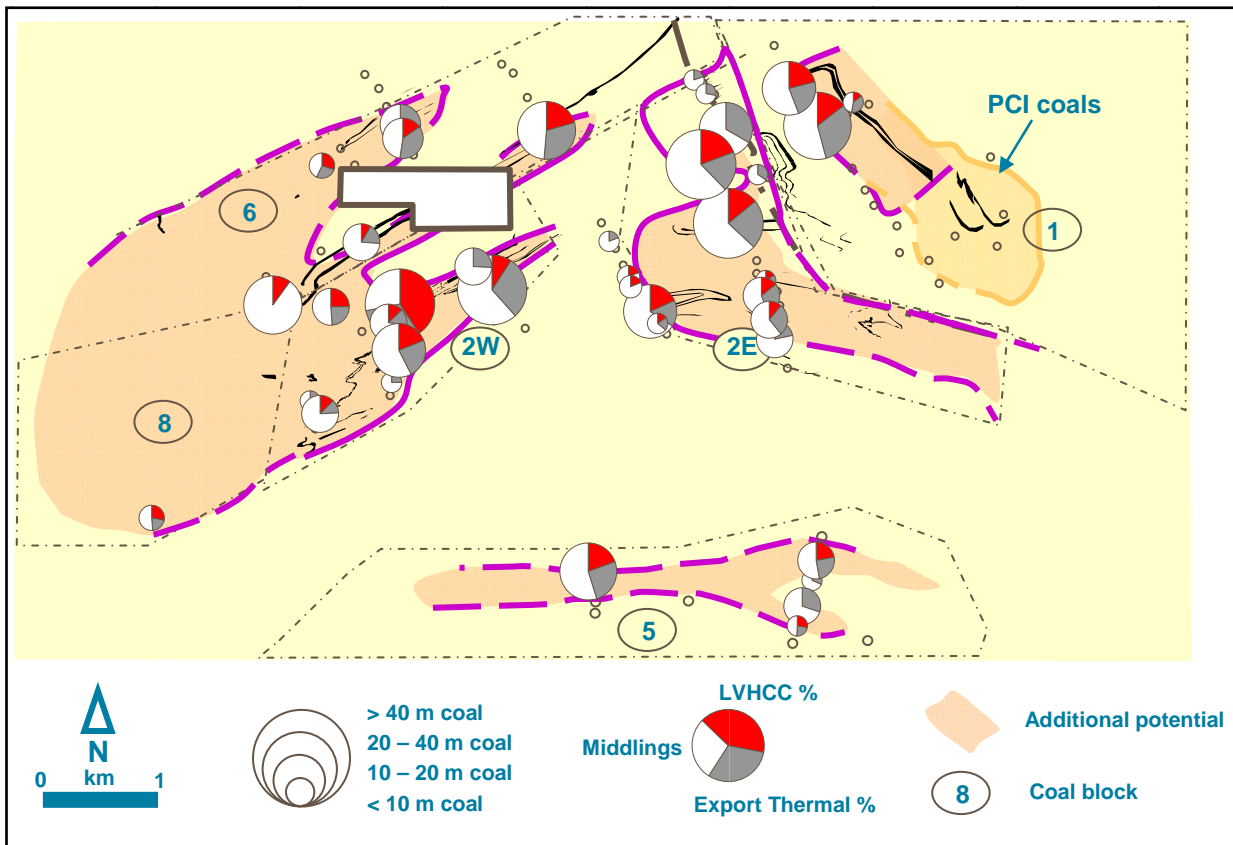 PCI coals
6
1
2W
2E
8
5
N
0 km 1
> 40 m coal
20 – 40 m coal
10 – 20 m coal
< 10 m coal
LVHCC %
Middlings
Export Thermal %
Additional potential
8
Coal block